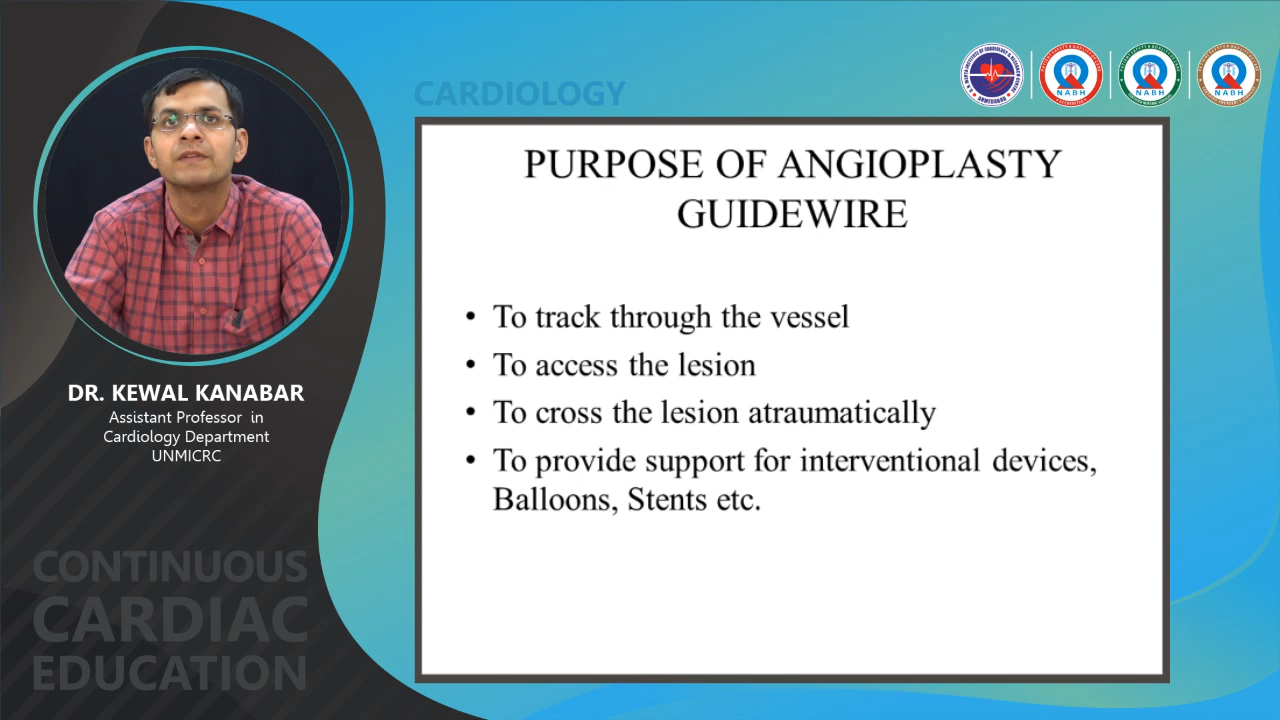 CARDIOLOGY
NABH
NABH
NABH
PURPOSE OF ANGIOPLASTY
GUIDEWIRE
• To track through the vessel
• To access the lesion
• To cross the lesion atraumatically
• To provide support for interventional devices,
Balloons, Stents etc.
DR. KEWAL KANABAR
Assistant Professor in
Cardiology Department
UNMICRC
CONTINUOUS
CARDIAC
EDUCATION